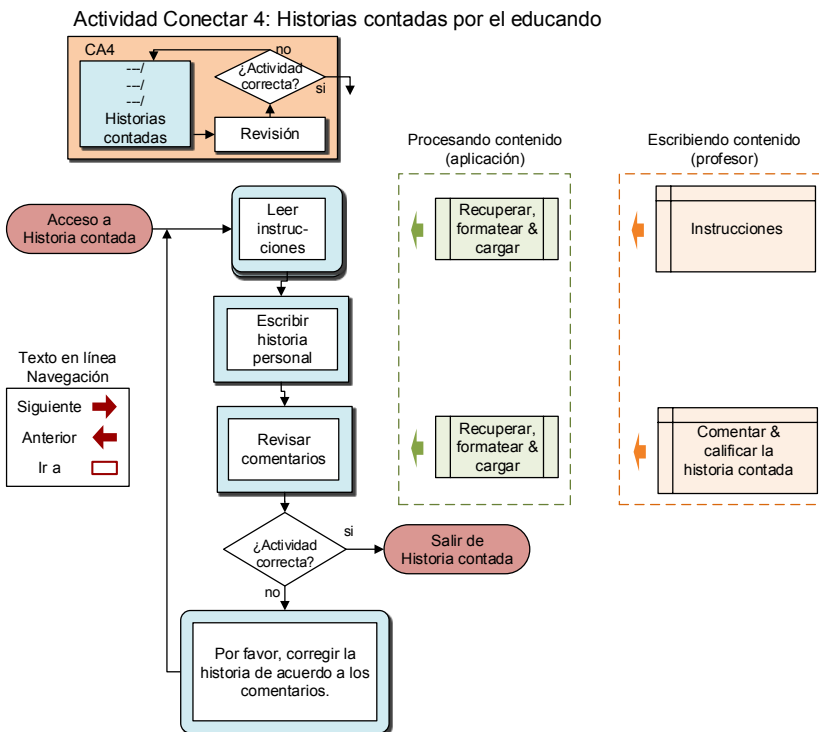 Actividad Conectar 4: Historias contadas por el educando
CA4
---/
---/
---/
Historias
contadas
Revisión
¿Actividad
correcta?
no
si
Procesando contenido
(aplicación)
Escribiendo contenido
(profesor)
Acceso a
Historia contada
Leer
instruc-
ciones
Recuperar,
formatear &
cargar
Instrucciones
Escribir
historia
personal
Texto en línea
Navegación
Siguiente
Anterior
Ir a
Revisar
comentarios
Recuperar,
formatear &
cargar
Comentar &
calificar la
historia contada
¿Actividad
correcta?
si
Salir de
Historia contada
no
Por favor, corregir la
historia de acuerdo a los
comentarios.